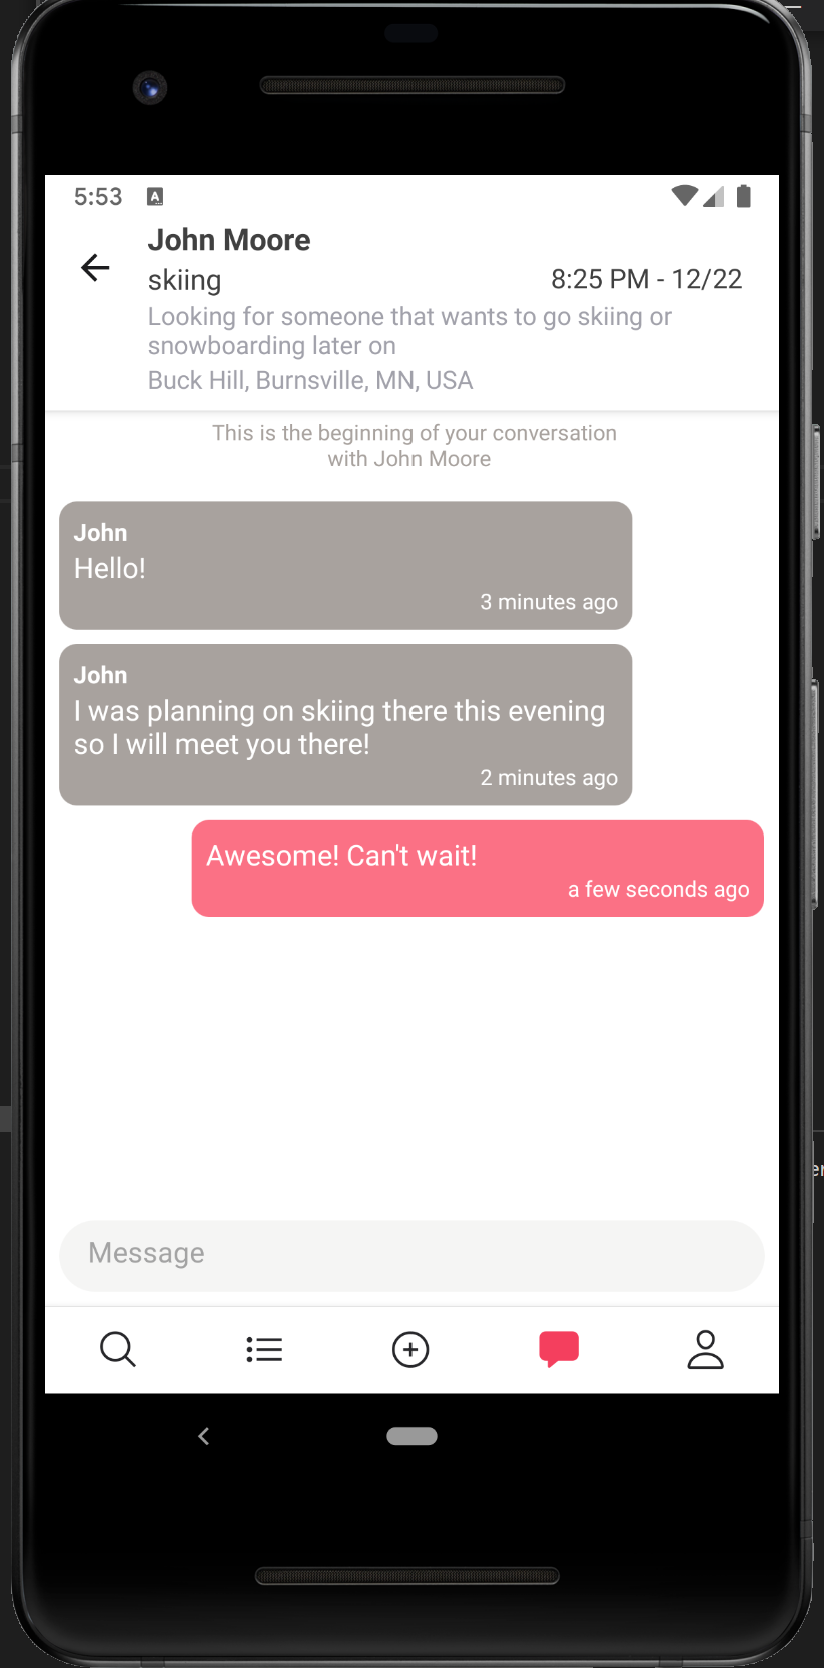 5:53 A
John Moore
skiing 8:25 PM - 12/22
Looking for someone that wants to go skiing or
snowboarding later on
Buck Hill, Burnsville, MN, USA
This is the beginning of your conversation
with John Moore
John
Hello!
3 minutes ago
John
I was planning on skiing there this evening
so I will meet you there!
2 minutes ago
Awesome! Can't wait!
a few seconds ago
Message